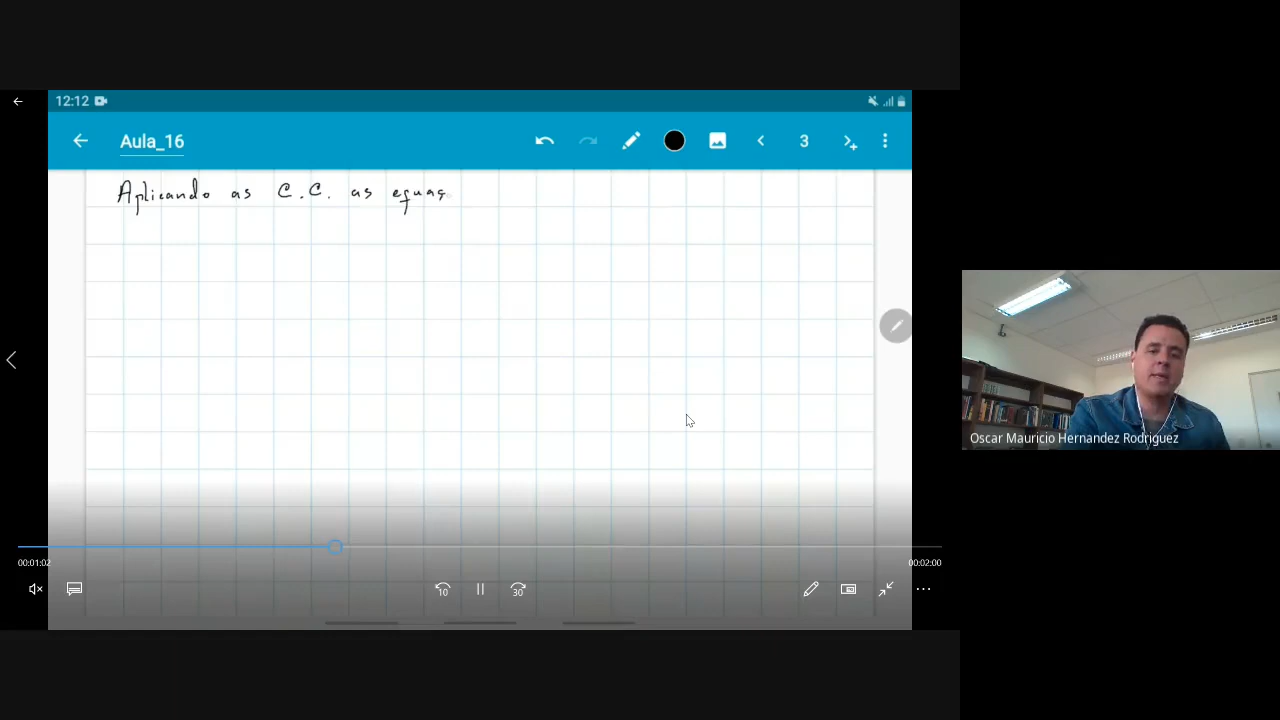 12:12
Aula_16
3
Aplicando as C.C. as equaç
Oscar Mauricio Hernandez Rodriguez
00:01:02
00:02:00
10
30